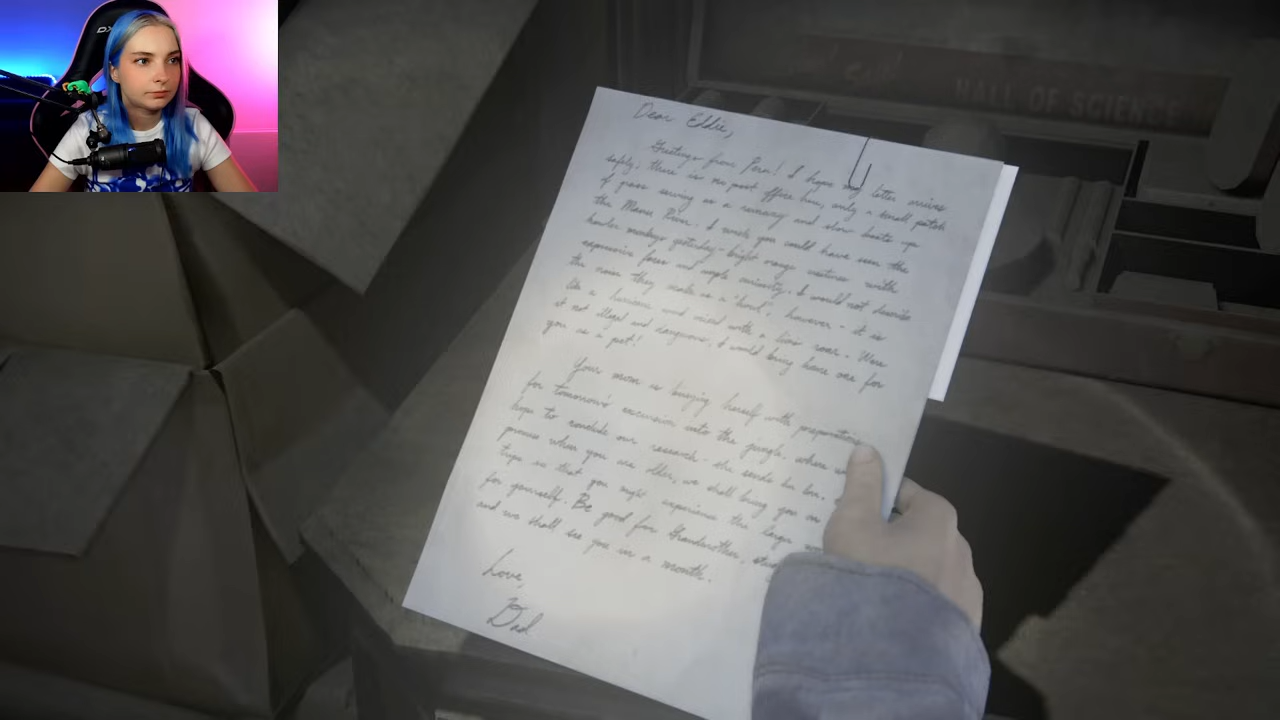 DX
HALL OF SCIENCE
Dear Eddie,
Greetings from Peru! I hope my letter arrives
safely, there is no post office here, only a small patch
of grass serving as a runway and slow boats up
the Manu River. I wish you could have seen the
howler monkeys yesterday - bright orange creatures with
expressive faces and ample curiosity. I would not describe
the noise they make as a "howl", however - it is
like a hurricane wind mixed with a lion's roar. Were
it not illegal and dangerous, I would bring home one for
you as a pet!
Your mom is busying herself with preparations
for tomorrow's excursion into the jungle, where
hope to conclude our research - she sends her love.
promise when you are older, we shall bring you on
trips so that you might experience the larger
for yourself. Be good for Grandmother,
and we shall see you in a month.
Love,
Dad